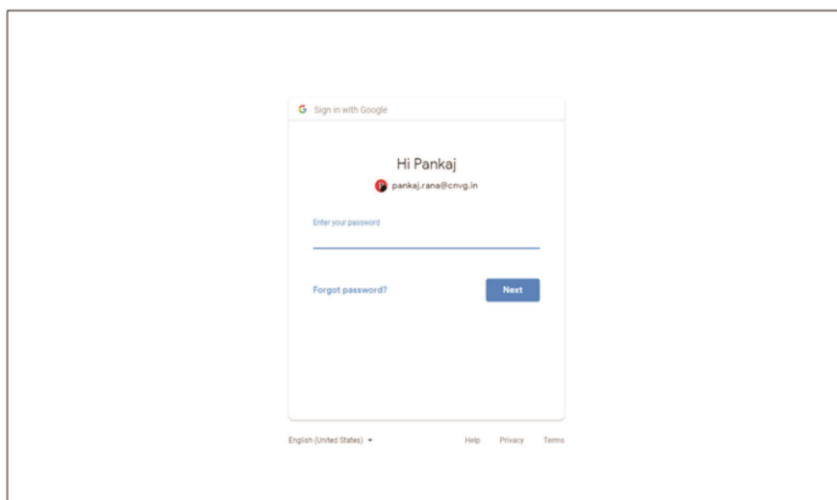 Sign in with Google
Hi Pankaj
pankaj.rana@cnvg.in
Enter your password
Forgot password? Next
English (United States) Help Privacy Terms